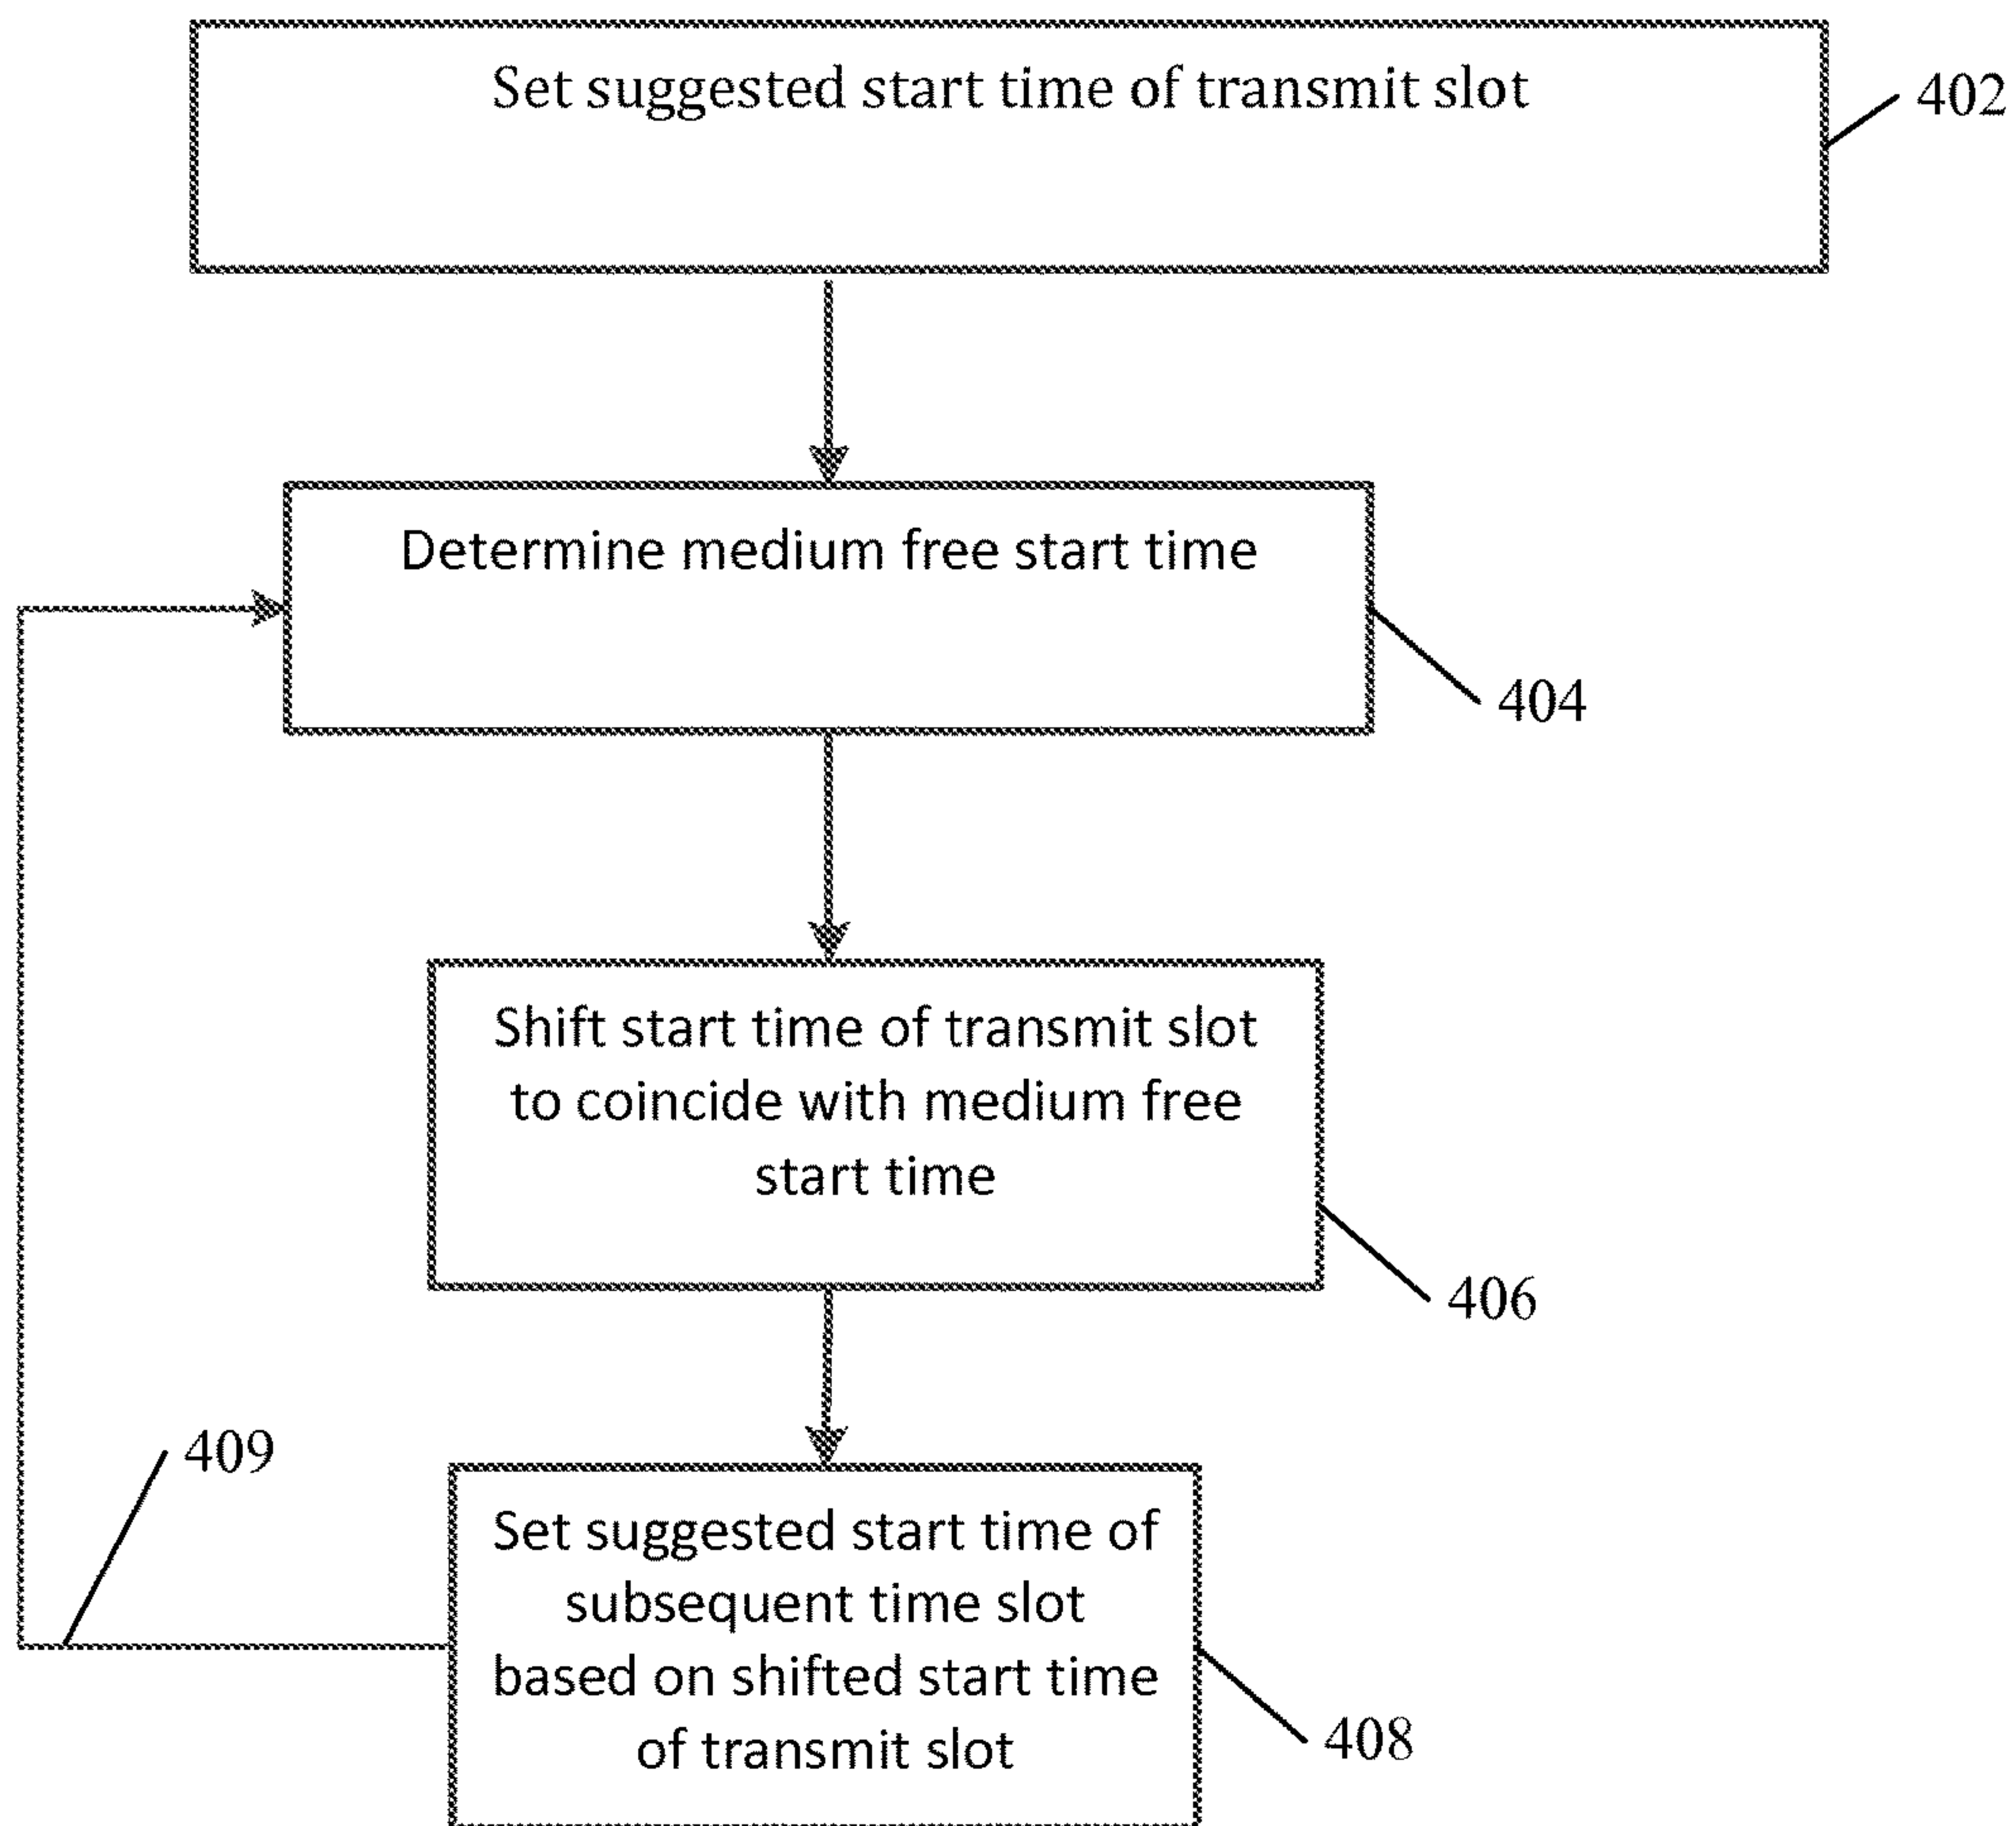 Set suggested start time of transmit slot
402
Determine medium free start time
404
Shift start time of transmit slot
to coincide with medium free
start time
406
409
Set suggested start time of
subsequent time slot
based on shifted start time
of transmit slot
408